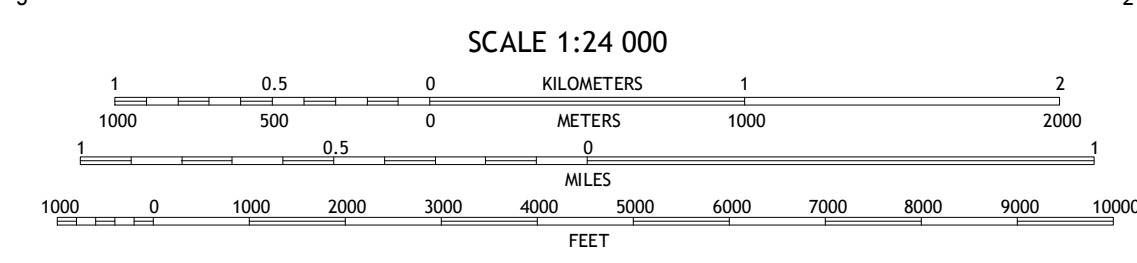 SCALE 1:24 000
1 0.5 0 KILOMETERS 1 2
1000 500 0 METERS 1000 2000
1 0.5 0 1
MILES
1000 0 1000 2000 3000 4000 5000 6000 7000 8000 9000 10000
FEET